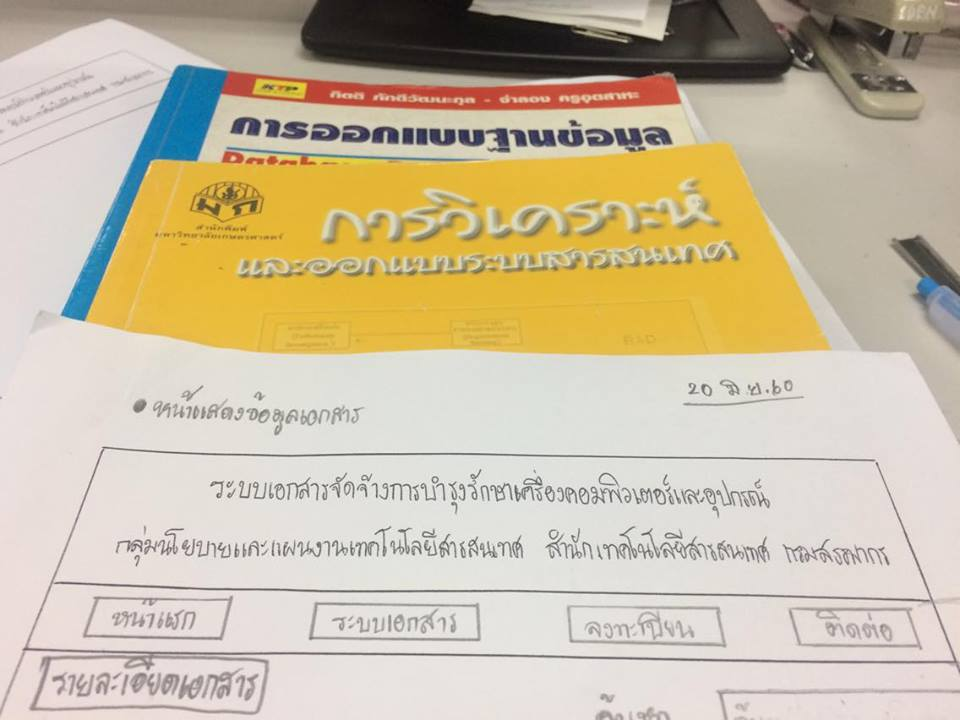 KTP
กิตติ ภักดีวัฒนะกุล - จำลอง ครูอุตสาหะ
การออกแบบฐานข้อมูล
มก
สำนักพิมพ์
มหาวิทยาลัยเกษตรศาสตร์
การวิเคราะห์
และออกแบบระบบสารสนเทศ
20 มิ.ย. 60
หน้าแสดงข้อมูลเอกสาร
ระบบเอกสารจัดจ้างการบำรุงรักษาเครื่องคอมพิวเตอร์และอุปกรณ์
กลุ่มนโยบายและแผนงานเทคโนโลยีสารสนเทศ สำนักเทคโนโลยีสารสนเทศ กรมสรรพากร
หน้าแรก ระบบเอกสาร ลงทะเบียน ติดต่อ
รายละเอียดเอกสาร